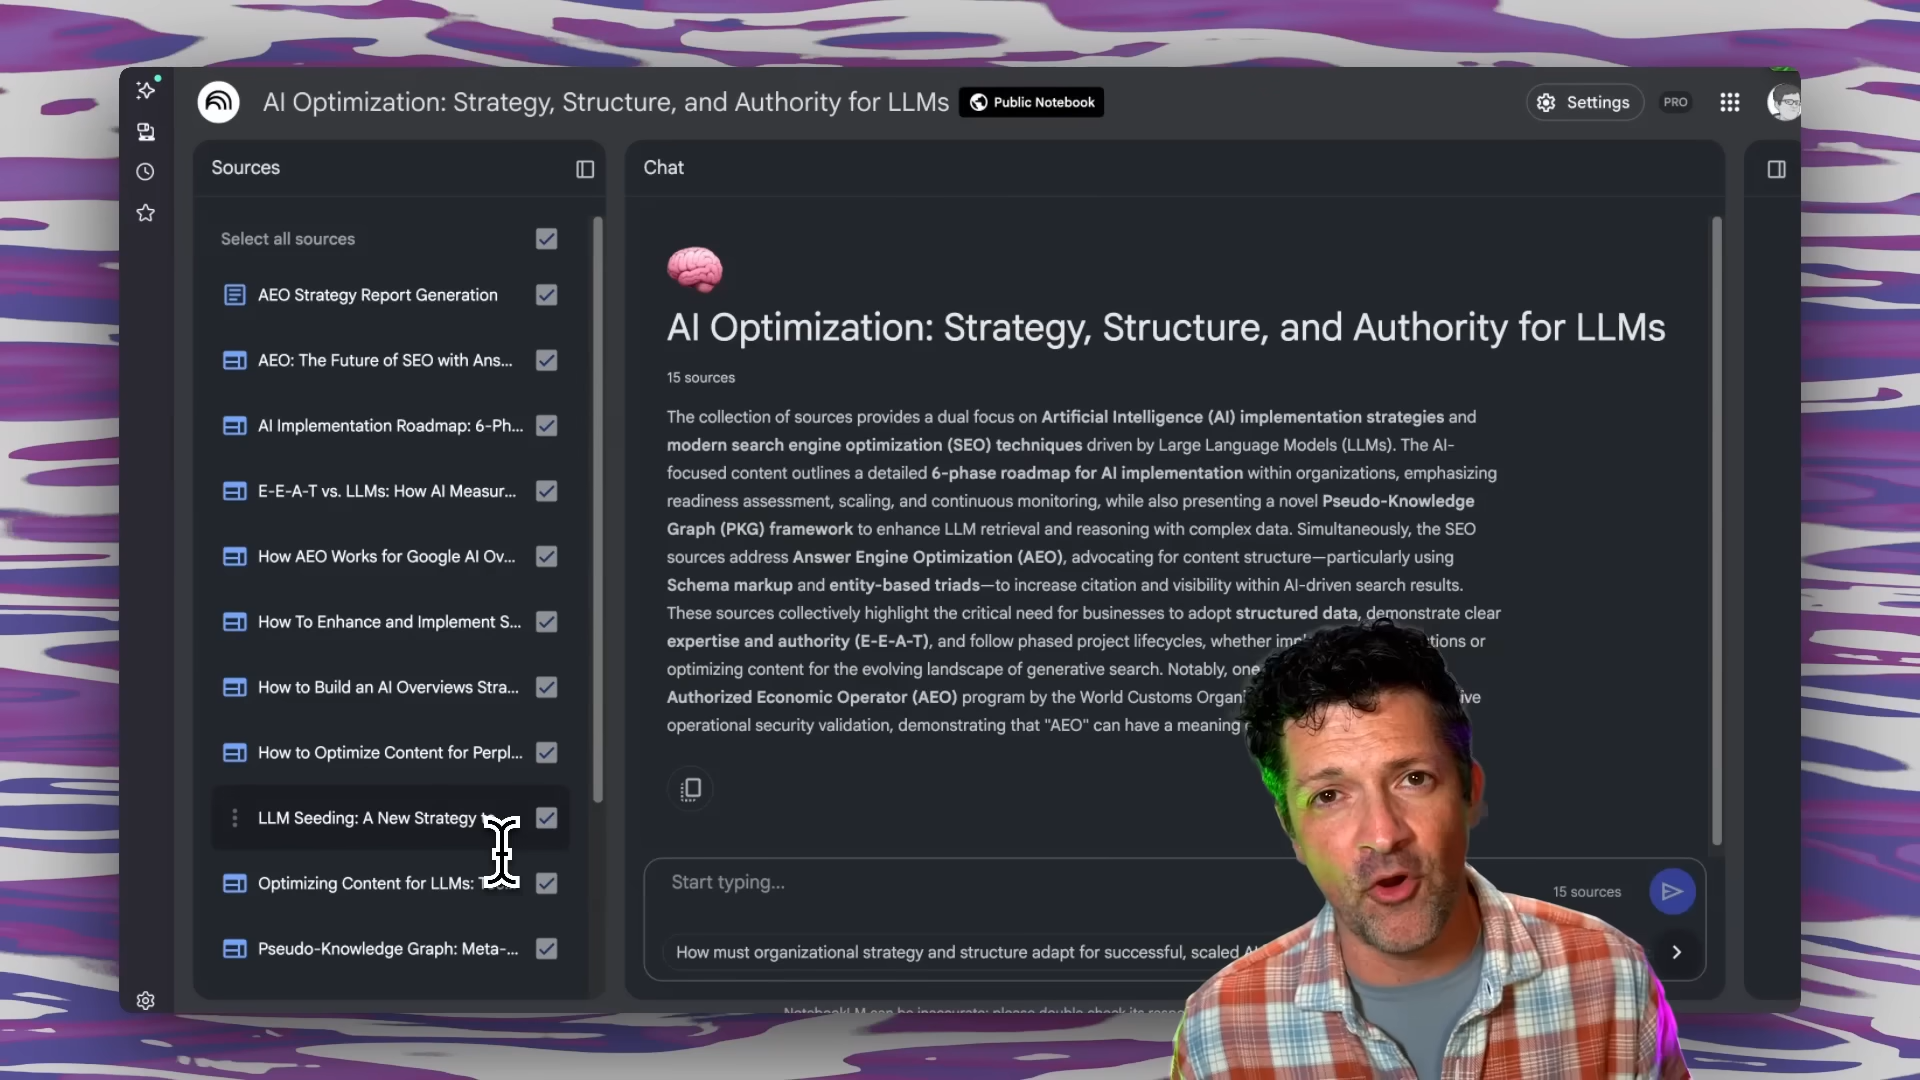 AI Optimization: Strategy, Structure, and Authority for LLMs
Public Notebook
Settings
PRO
Sources
Select all sources
AEO Strategy Report Generation
AEO: The Future of SEO with Ans...
AI Implementation Roadmap: 6-Ph...
E-E-A-T vs. LLMs: How AI Measur...
How AEO Works for Google AI Ov...
How To Enhance and Implement S...
How to Build an AI Overviews Stra...
How to Optimize Content for Perpl...
LLM Seeding: A New Strategy
Optimizing Content for LLMs:
Pseudo-Knowledge Graph: Meta-...
Chat
AI Optimization: Strategy, Structure, and Authority for LLMs
15 sources
The collection of sources provides a dual focus on Artificial Intelligence (AI) implementation strategies and
modern search engine optimization (SEO) techniques driven by Large Language Models (LLMs). The AI-
focused content outlines a detailed 6-phase roadmap for AI implementation within organizations, emphasizing
readiness assessment, scaling, and continuous monitoring, while also presenting a novel Pseudo-Knowledge
Graph (PKG) framework to enhance LLM retrieval and reasoning with complex data. Simultaneously, the SEO
sources address Answer Engine Optimization (AEO), advocating for content structure—particularly using
Schema markup and entity-based triads—to increase citation and visibility within AI-driven search results.
These sources collectively highlight the critical need for businesses to adopt structured data, demonstrate clear
expertise and authority (E-E-A-T), and follow phased project lifecycles, whether or
optimizing content for the evolving landscape of generative search. Notably, one
Authorized Economic Operator (AEO) program by the World Customs
operational security validation, demonstrating that "AEO" can have a meaning
Start typing...
15 sources
How must organizational strategy and structure adapt for successful, scaled
NotebookLM can be inaccurate; please double check its